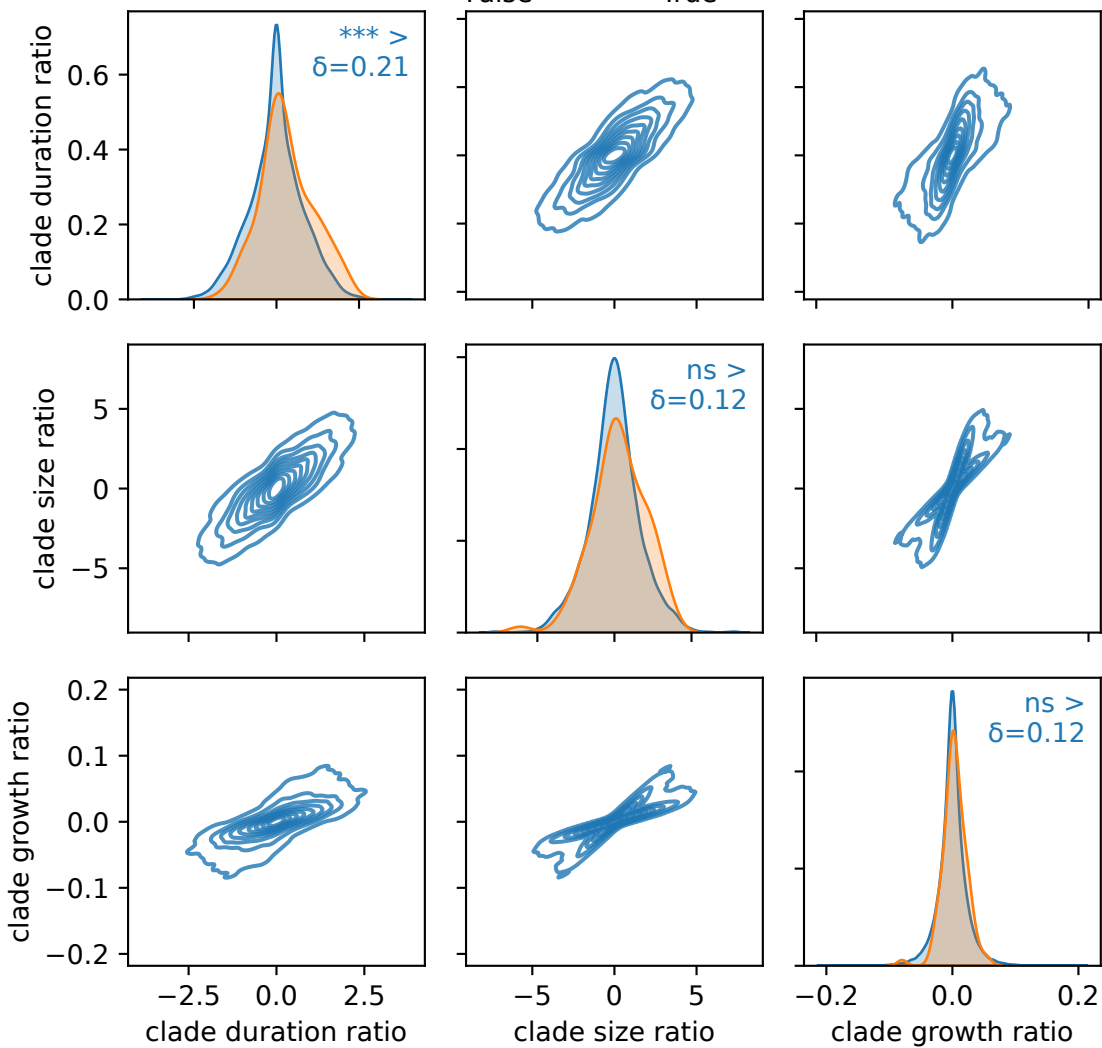 *** >
δ=0.21
clade duration ratio
0.6
0.4
0.2
0.0
ns >
δ=0.12
clade size ratio
5
0
−5
ns >
δ=0.12
clade growth ratio
0.2
0.1
0.0
−0.1
−0.2
−2.5 0.0 2.5
−5 0 5
−0.2 0.0 0.2
clade duration ratio
clade size ratio
clade growth ratio